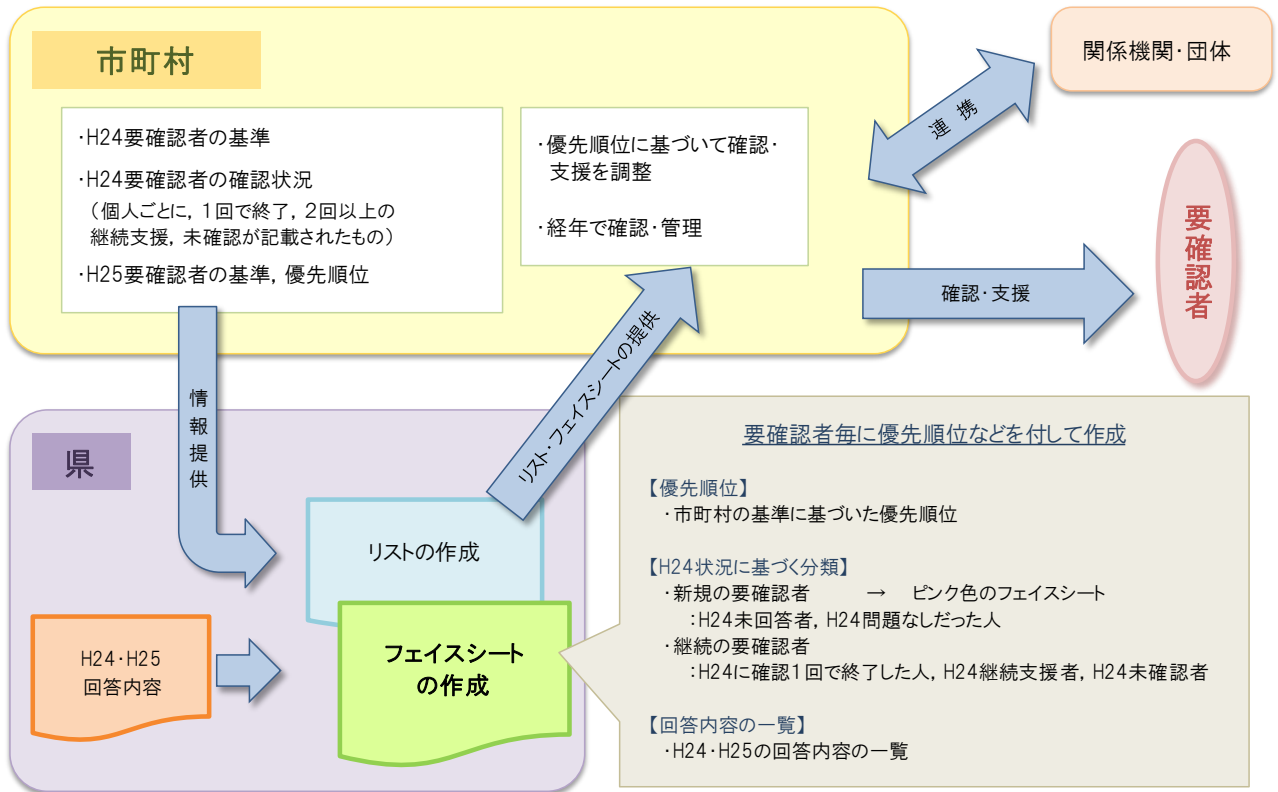 市町村
・H24要確認者の基準
・H24要確認者の確認状況
（個人ごとに，１回で終了，２回以上の
継続支援，未確認が記載されたもの）
・H25要確認者の基準，優先順位
・優先順位に基づいて確認・
支援を調整
・経年で確認・管理
関係機関・団体
連携
確認・支援
要確認者
情報提供
リスト・フェイスシートの提供
県
リストの作成
フェイスシート
の作成
H24・H25
回答内容
要確認者毎に優先順位などを付して作成
【優先順位】
・市町村の基準に基づいた優先順位
【H24状況に基づく分類】
・新規の要確認者　→　ピンク色のフェイスシート
：H24未回答者，H24問題なしだった人
・継続の要確認者
：H24に確認１回で終了した人，H24継続支援者，H24未確認者
【回答内容の一覧】
・H24・H25の回答内容の一覧